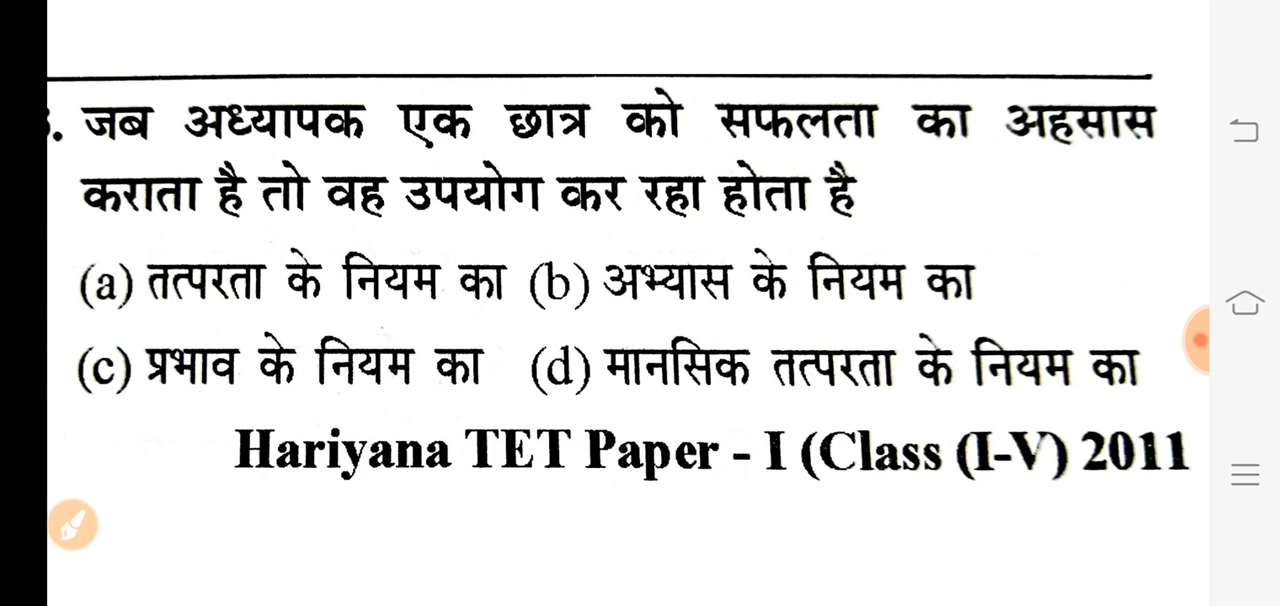 . जब अध्यापक एक छात्र को सफलता का अहसास
कराता है तो वह उपयोग कर रहा होता है
(a) तत्परता के नियम का (b) अभ्यास के नियम का
(c) प्रभाव के नियम का (d) मानसिक तत्परता के नियम का
Hariyana TET Paper - I (Class (I-V) 2011